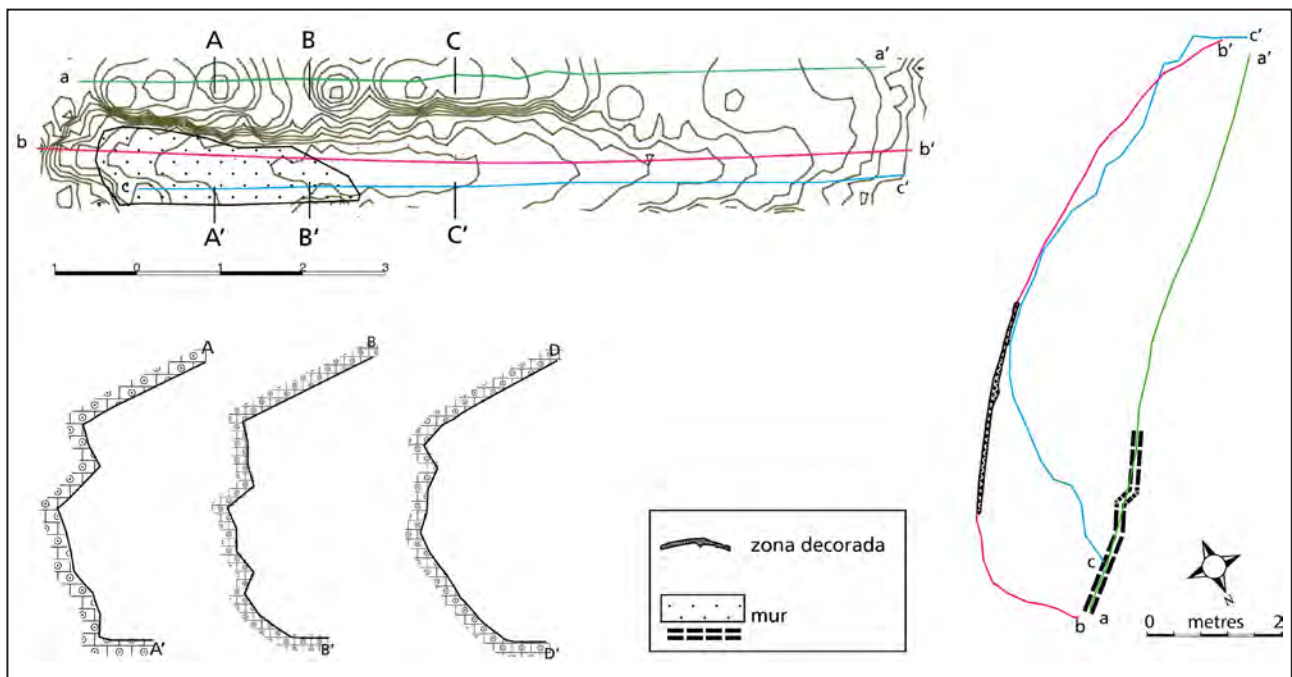 A B C
a a'
b b'
c c'
A' B' C'
1 0 1 2 3
A B D
A' B' D'
zona decorada
mur
c'
b'
a'
c
b a
N
0 metres 2